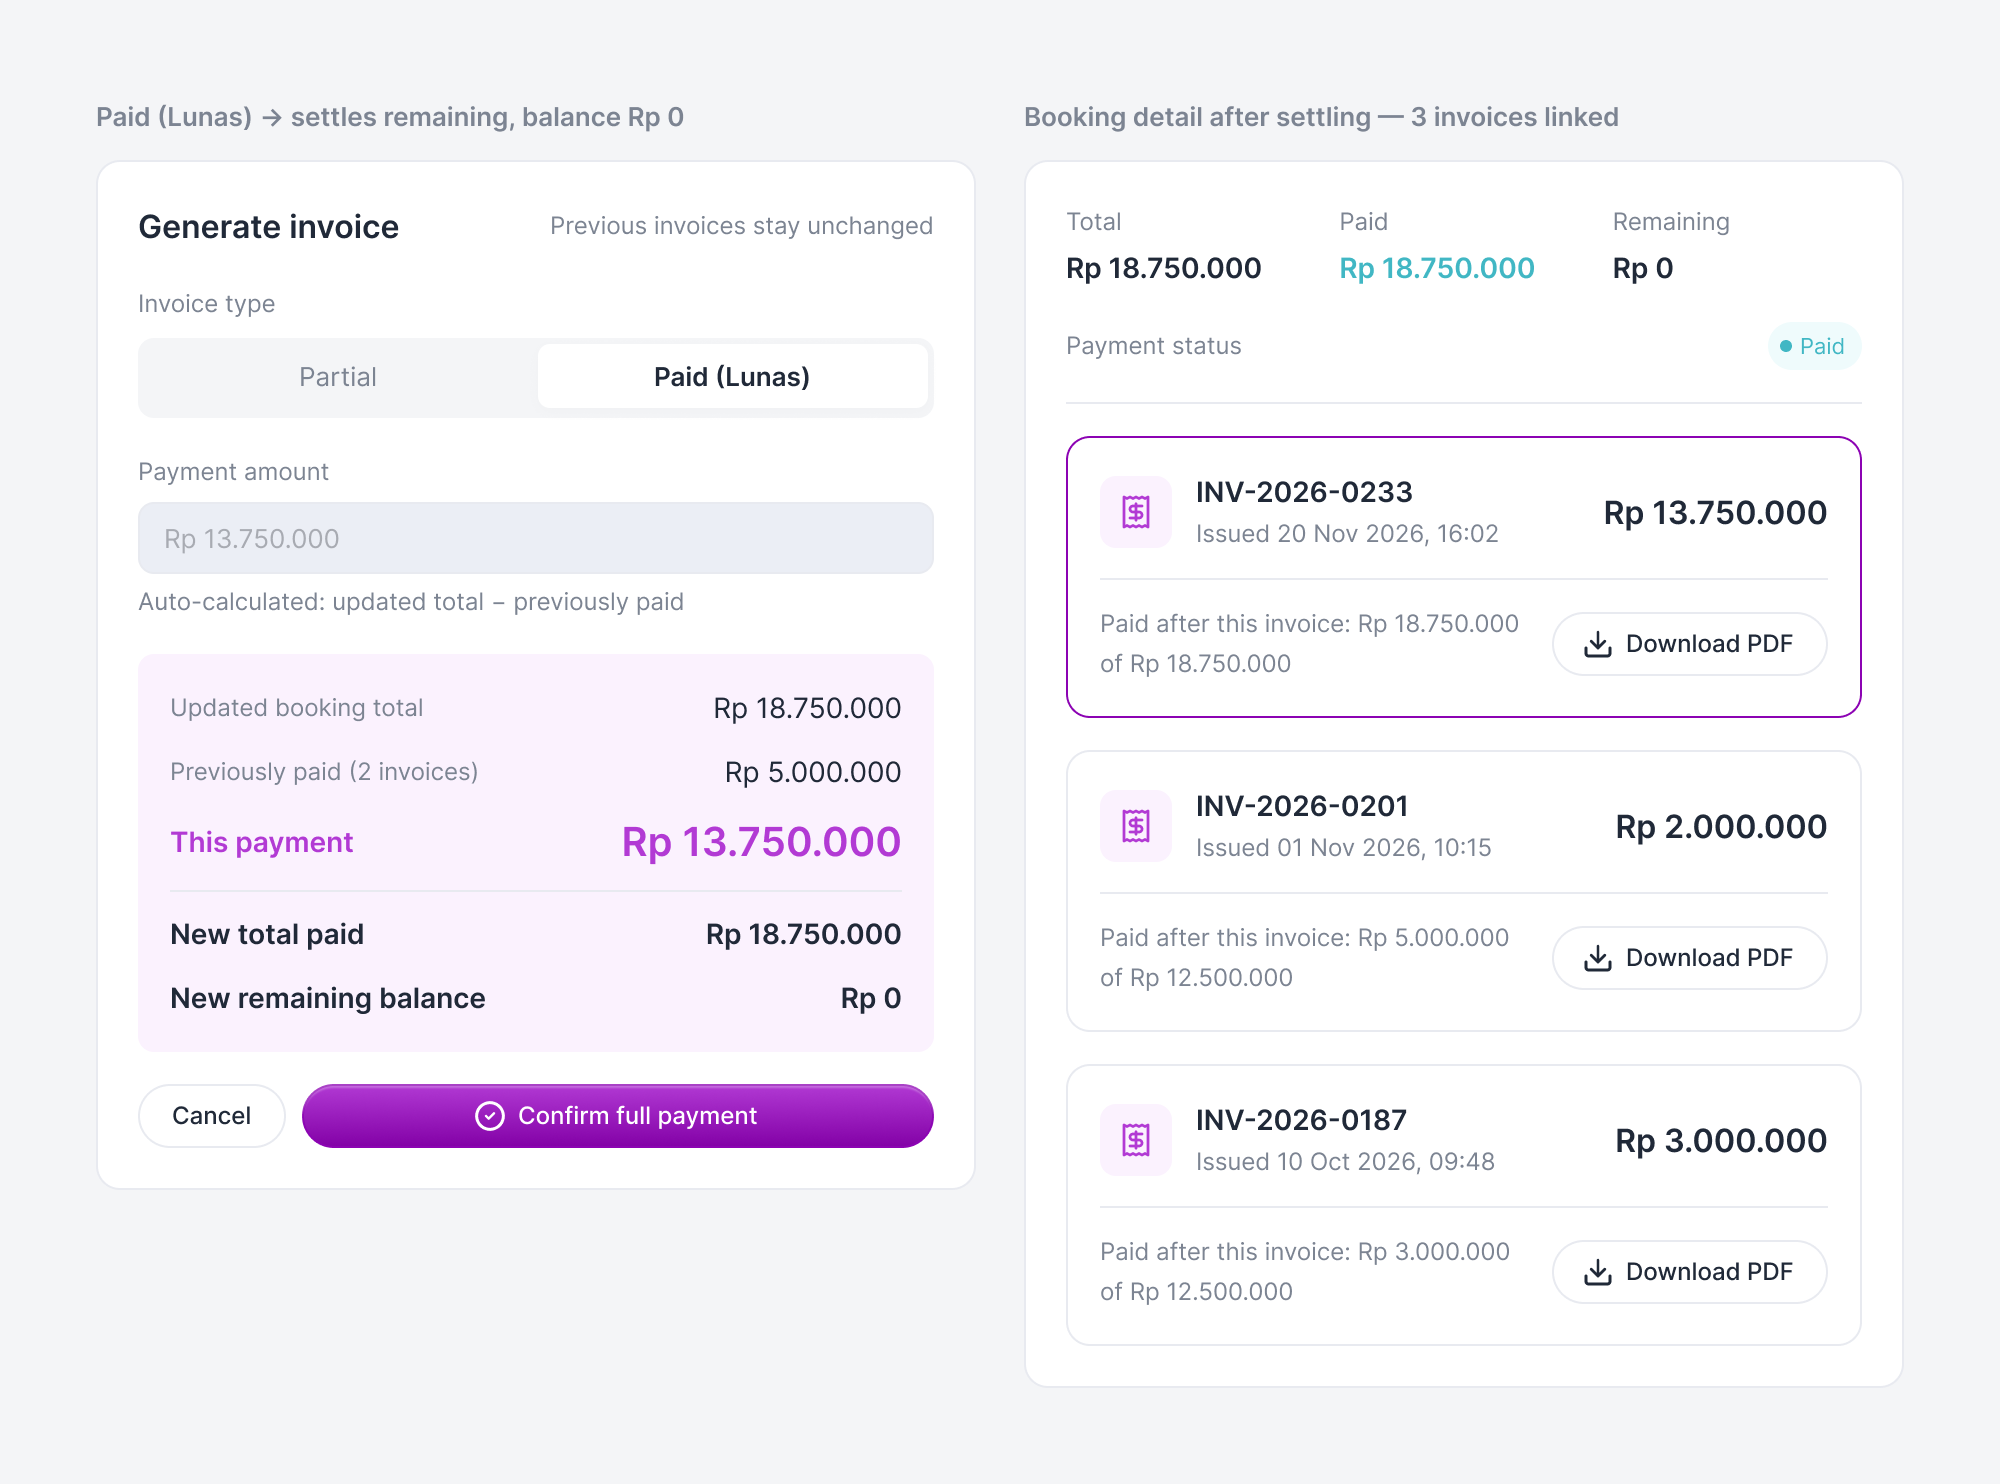 Paid (Lunas) → settles remaining, balance Rp 0
Generate invoice
Previous invoices stay unchanged
Invoice type
Partial
Paid (Lunas)
Payment amount
Rp 13.750.000
Auto-calculated: updated total − previously paid
Updated booking total
Rp 18.750.000
Previously paid (2 invoices)
Rp 5.000.000
This payment
Rp 13.750.000
New total paid
Rp 18.750.000
New remaining balance
Rp 0
Cancel
Confirm full payment
Booking detail after settling — 3 invoices linked
Total
Paid
Remaining
Rp 18.750.000
Rp 18.750.000
Rp 0
Payment status
Paid
INV-2026-0233
Issued 20 Nov 2026, 16:02
Rp 13.750.000
Paid after this invoice: Rp 18.750.000
of Rp 18.750.000
Download PDF
INV-2026-0201
Issued 01 Nov 2026, 10:15
Rp 2.000.000
Paid after this invoice: Rp 5.000.000
of Rp 12.500.000
Download PDF
INV-2026-0187
Issued 10 Oct 2026, 09:48
Rp 3.000.000
Paid after this invoice: Rp 3.000.000
of Rp 12.500.000
Download PDF